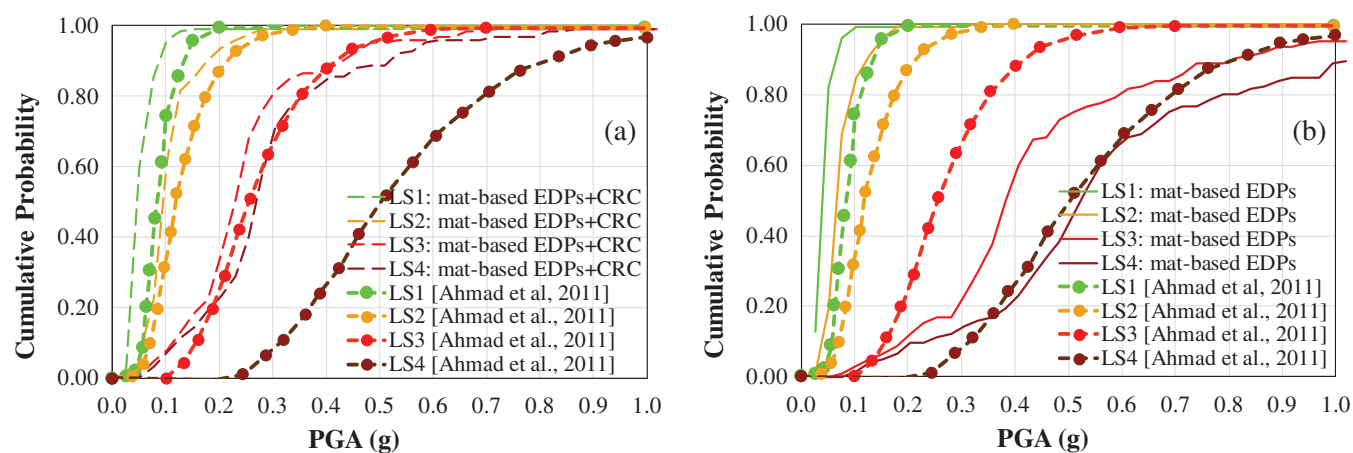 1.00
0.80
0.60
0.40
0.20
0.00
Cumulative Probability
(a)
LS1: mat-based EDPs+CRC
LS2: mat-based EDPs+CRC
LS3: mat-based EDPs+CRC
LS4: mat-based EDPs+CRC
LS1 [Ahmad et al, 2011]
LS2 [Ahmad et al., 2011]
LS3 [Ahmad et al., 2011]
LS4 [Ahmad et al., 2011]
0.0 0.1 0.2 0.3 0.4 0.5 0.6 0.7 0.8 0.9 1.0
PGA (g)
1.00
0.80
0.60
0.40
0.20
0.00
Cumulative Probability
(b)
LS1: mat-based EDPs
LS2: mat-based EDPs
LS3: mat-based EDPs
LS4: mat-based EDPs
LS1 [Ahmad et al, 2011]
LS2 [Ahmad et al., 2011]
LS3 [Ahmad et al., 2011]
LS4 [Ahmad et al., 2011]
0.0 0.1 0.2 0.3 0.4 0.5 0.6 0.7 0.8 0.9 1.0
PGA (g)